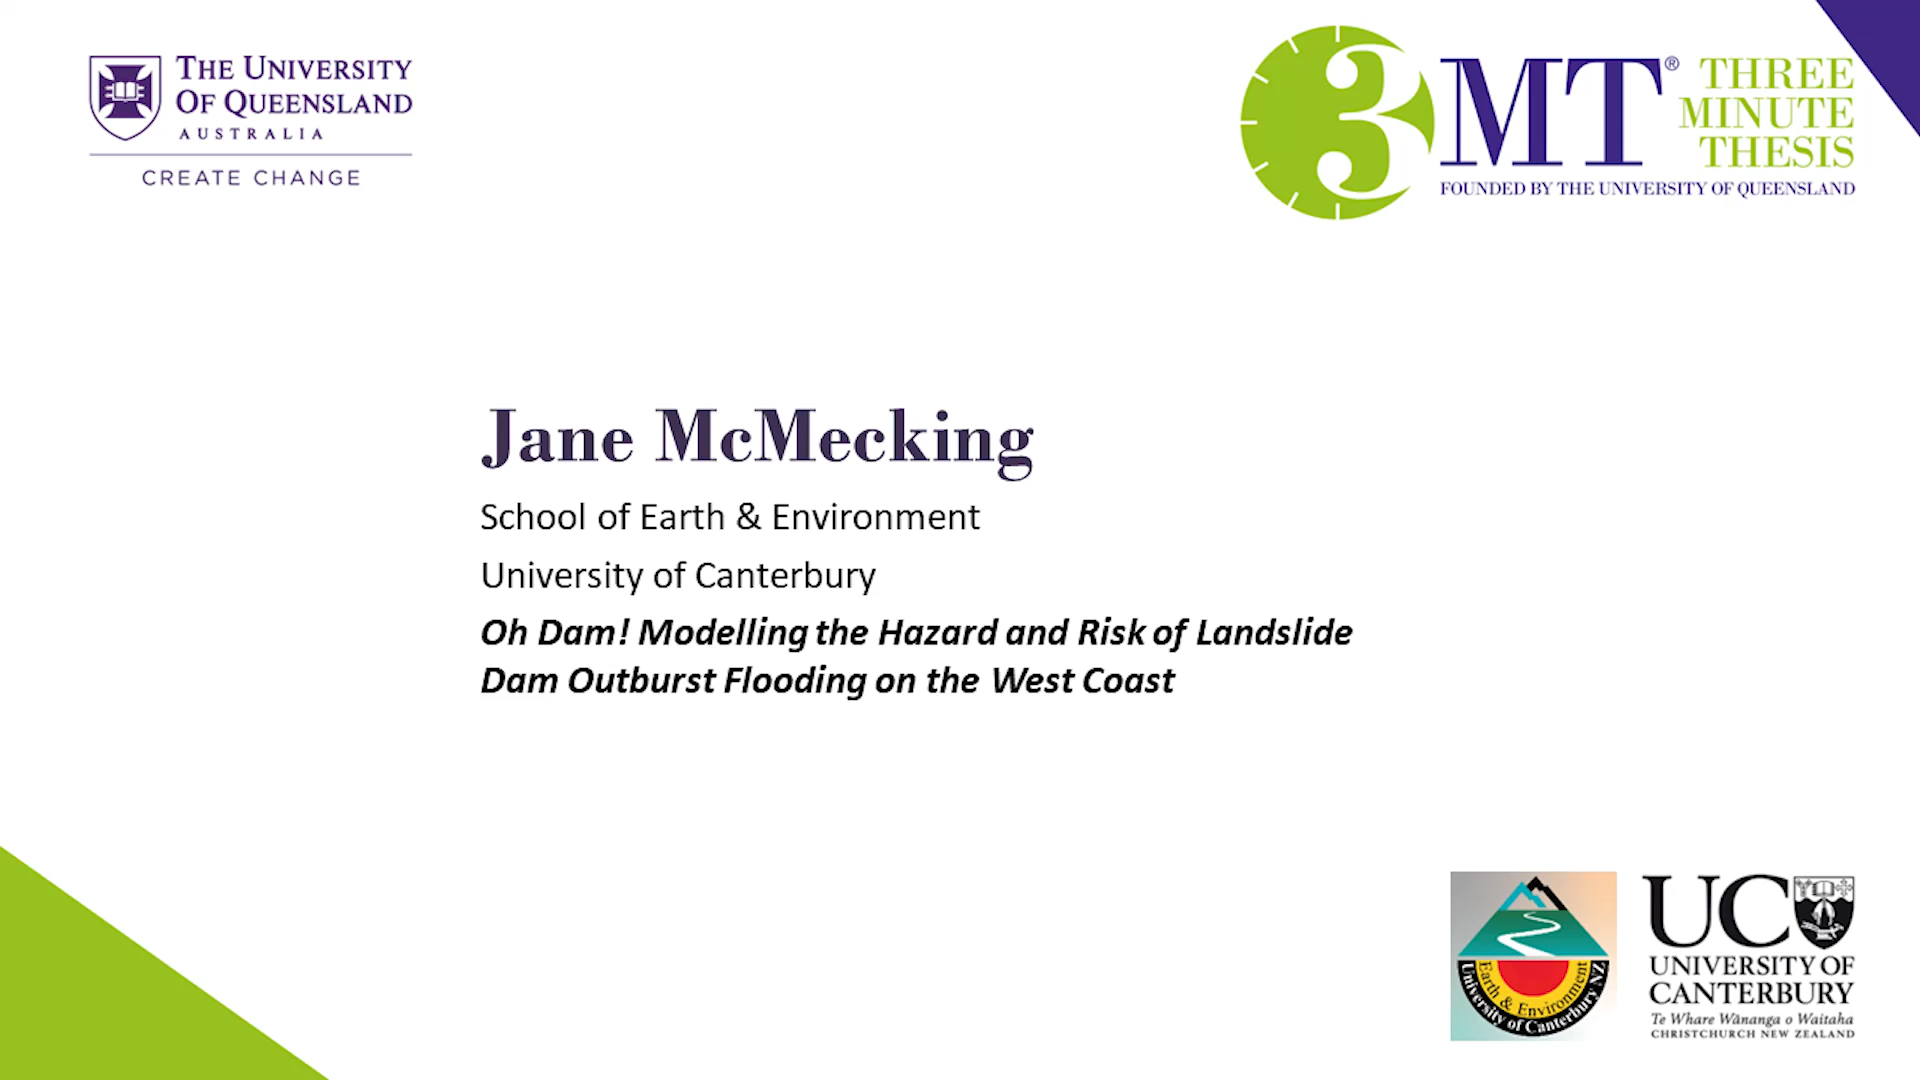 THE UNIVERSITY
OF QUEENSLAND
AUSTRALIA
CREATE CHANGE
3MT® THREE
MINUTE
THESIS
FOUNDED BY THE UNIVERSITY OF QUEENSLAND
Jane McMecking
School of Earth & Environment
University of Canterbury
Oh Dam! Modelling the Hazard and Risk of Landslide
Dam Outburst Flooding on the West Coast
Earth & Environment
University of Canterbury NZ
UC
UNIVERSITY OF
CANTERBURY
Te Whare Wānanga o Waitaha
CHRISTCHURCH NEW ZEALAND